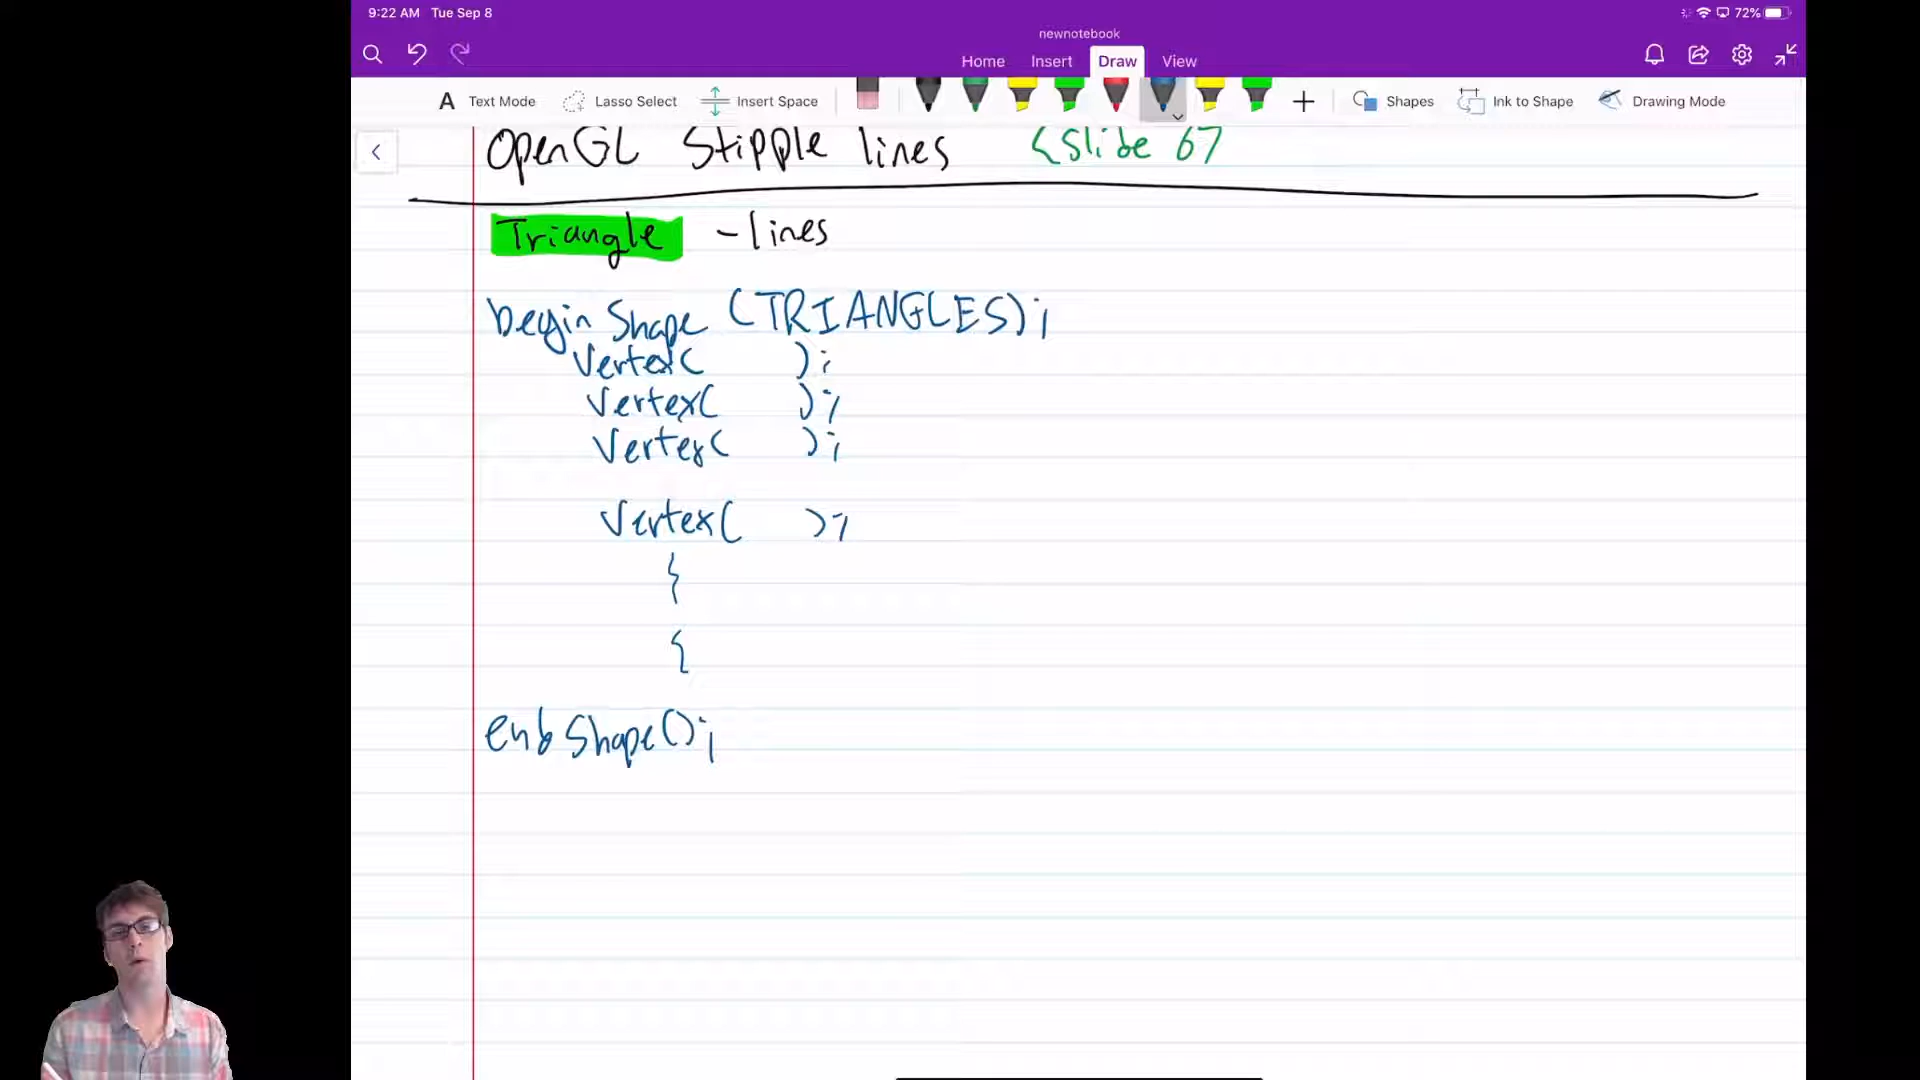 9:22 AM Tue Sep 8
72%
newnotebook
Home Insert Draw View
Text Mode Lasso Select Insert Space Shapes Ink to Shape Drawing Mode
OpenGL Stipple lines {Slide 67
Triangle - lines
beginShape (TRIANGLES);
Vertex( );
Vertex( );
Vertex( );
Vertex( );
{
{
endShape();